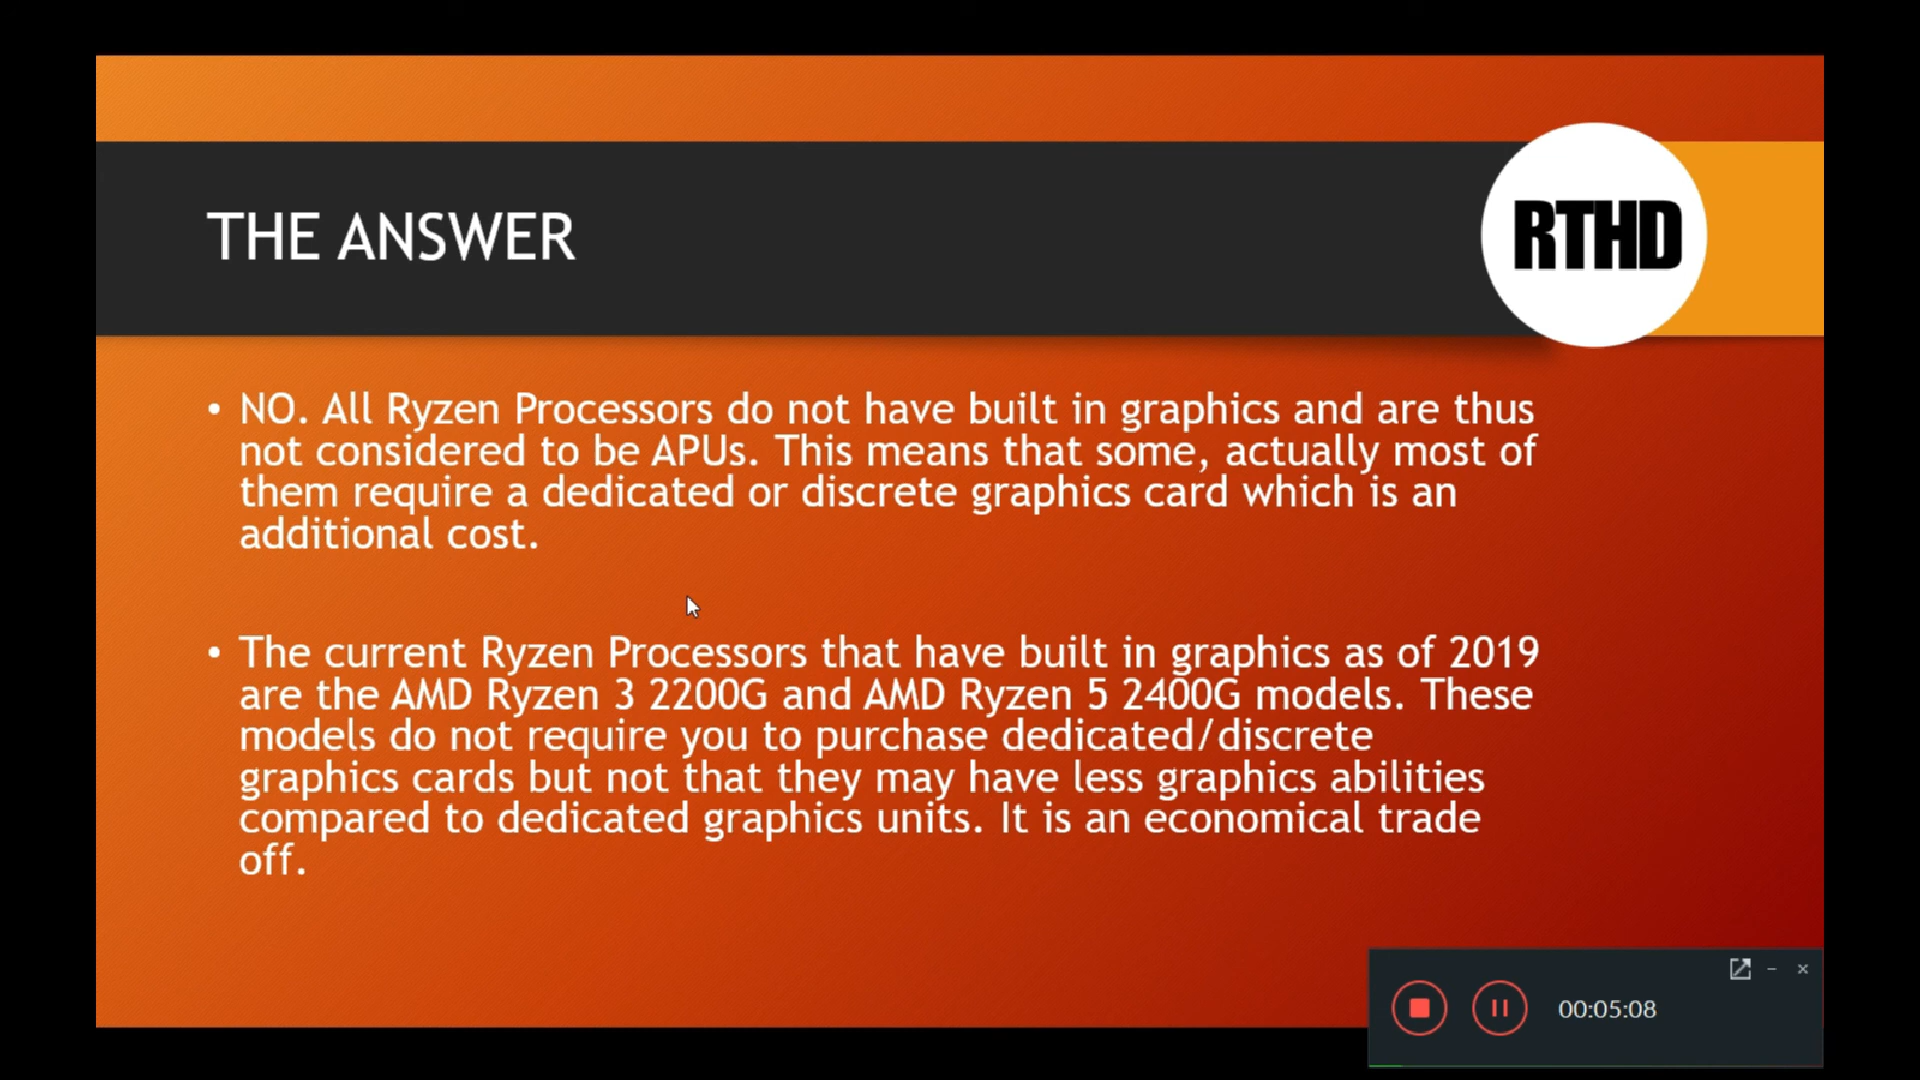 THE ANSWER
RTHD
• NO. All Ryzen Processors do not have built in graphics and are thus
not considered to be APUs. This means that some, actually most of
them require a dedicated or discrete graphics card which is an
additional cost.
• The current Ryzen Processors that have built in graphics as of 2019
are the AMD Ryzen 3 2200G and AMD Ryzen 5 2400G models. These
models do not require you to purchase dedicated/discrete
graphics cards but not that they may have less graphics abilities
compared to dedicated graphics units. It is an economical trade
off.
00:05:08